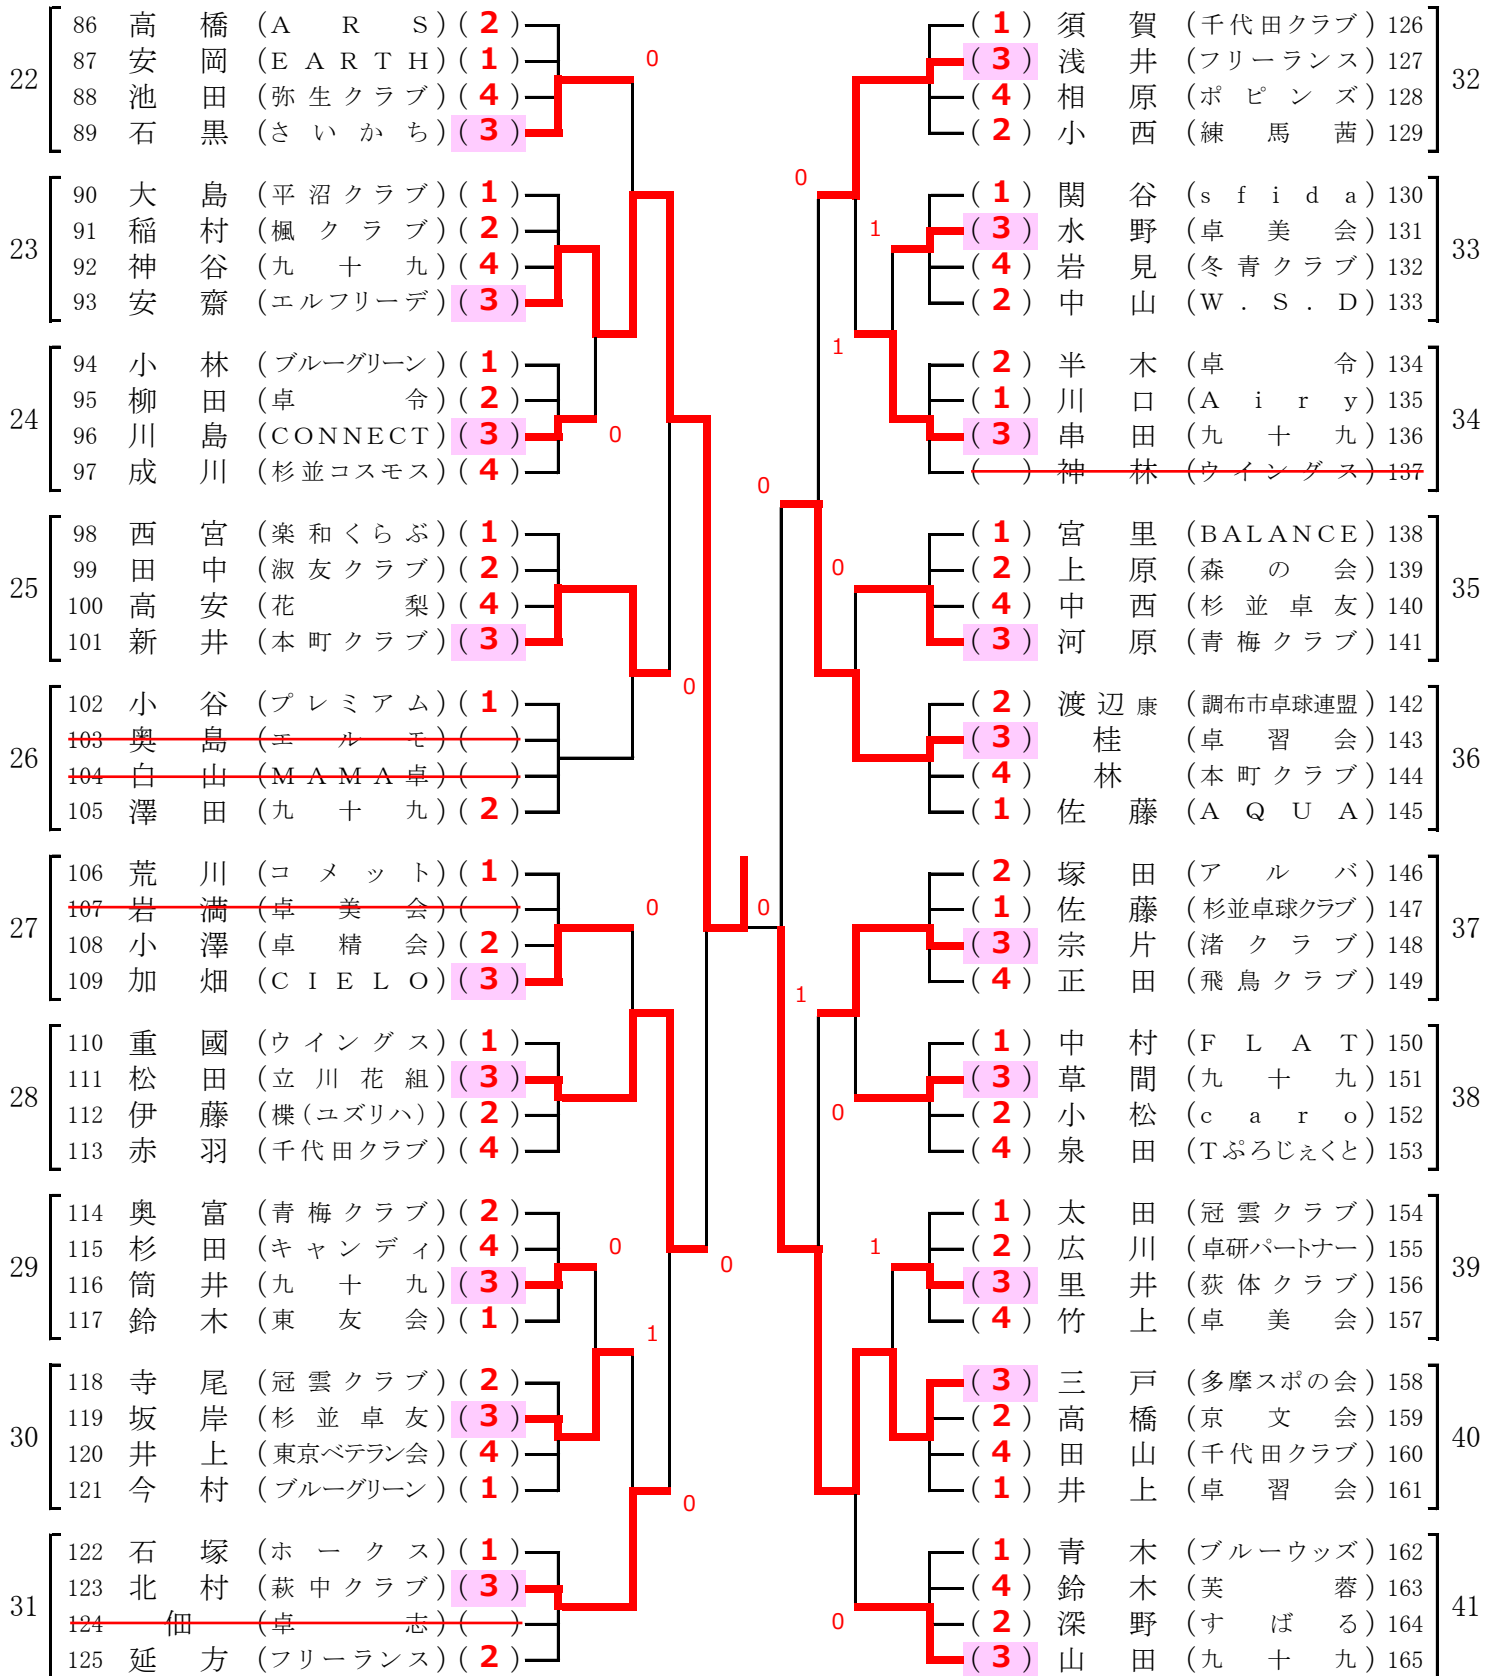 22
86 高橋 (ARS) (2)
87 安岡 (EARTH) (1)
88 池田 (弥生クラブ) (4)
89 石黒 (さいかち) (3)
23
90 大島 (平沼クラブ) (1)
91 稲村 (楓クラブ) (2)
92 神谷 (九十九) (4)
93 安齋 (エルフリーデ) (3)
24
94 小林 (ブルーグリーン) (1)
95 柳田 (卓令) (2)
96 川島 (CONNECT) (3)
97 成川 (杉並コスモス) (4)
25
98 西宮 (楽和くらぶ) (1)
99 田中 (淑友クラブ) (2)
100 高安 (花梨) (4)
101 新井 (本町クラブ) (3)
26
102 小谷 (プレミアム) (1)
103 奥島 (エルモ) ( )
104 白山 (MAMA卓) ( )
105 澤田 (九十九) (2)
27
106 荒川 (コメット) (1)
107 岩満 (卓美会) ( )
108 小澤 (卓精会) (2)
109 加畑 (CIELO) (3)
28
110 重國 (ウイングス) (1)
111 松田 (立川花組) (3)
112 伊藤 (楪(ユズリハ)) (2)
113 赤羽 (千代田クラブ) (4)
29
114 奥富 (青梅クラブ) (2)
115 杉田 (キャンディ) (4)
116 筒井 (九十九) (3)
117 鈴木 (東友会) (1)
30
118 寺尾 (冠雲クラブ) (2)
119 坂岸 (杉並卓友) (3)
120 井上 (東京ベテラン会) (4)
121 今村 (ブルーグリーン) (1)
31
122 石塚 (ホークス) (1)
123 北村 (萩中クラブ) (3)
124 佃 (卓志) ( )
125 延方 (フリーランス) (2)
0
0
0
0
0
1
0
0
0
0
1
1
0
0
1
0
1
0
(1) 須賀 (千代田クラブ) 126
(3) 浅井 (フリーランス) 127
(4) 相原 (ポピンズ) 128
(2) 小西 (練馬茜) 129
32
(1) 関谷 (sfida) 130
(3) 水野 (卓美会) 131
(4) 岩見 (冬青クラブ) 132
(2) 中山 (W.S.D) 133
33
(2) 半木 (卓令) 134
(1) 川口 (Airy) 135
(3) 串田 (九十九) 136
( ) 神林 (ウイングス) 137
34
(1) 宮里 (BALANCE) 138
(2) 上原 (森の会) 139
(4) 中西 (杉並卓友) 140
(3) 河原 (青梅クラブ) 141
35
(2) 渡辺康 (調布市卓球連盟) 142
(3) 桂 (卓習会) 143
(4) 林 (本町クラブ) 144
(1) 佐藤 (AQUA) 145
36
(2) 塚田 (アルバ) 146
(1) 佐藤 (杉並卓球クラブ) 147
(3) 宗片 (渚クラブ) 148
(4) 正田 (飛鳥クラブ) 149
37
(1) 中村 (FLAT) 150
(3) 草間 (九十九) 151
(2) 小松 (caro) 152
(4) 泉田 (Tぷろじぇくと) 153
38
(1) 太田 (冠雲クラブ) 154
(2) 広川 (卓研パートナー) 155
(3) 里井 (荻体クラブ) 156
(4) 竹上 (卓美会) 157
39
(3) 三戸 (多摩スポの会) 158
(2) 高橋 (京文会) 159
(4) 田山 (千代田クラブ) 160
(1) 井上 (卓習会) 161
40
(1) 青木 (ブルーウッズ) 162
(4) 鈴木 (芙蓉) 163
(2) 深野 (すばる) 164
(3) 山田 (九十九) 165
41